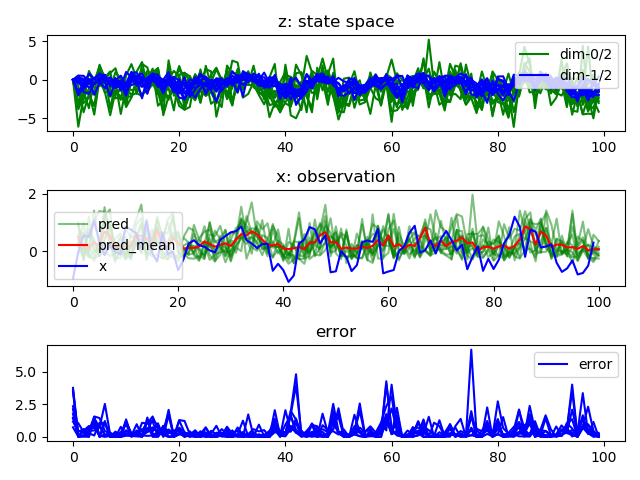 z: state space
5
0
−5
dim-0/2
dim-1/2
0 20 40 60 80 100
x: observation
2
0
pred
pred_mean
x
0 20 40 60 80 100
error
5.0
2.5
0.0
error
0 20 40 60 80 100